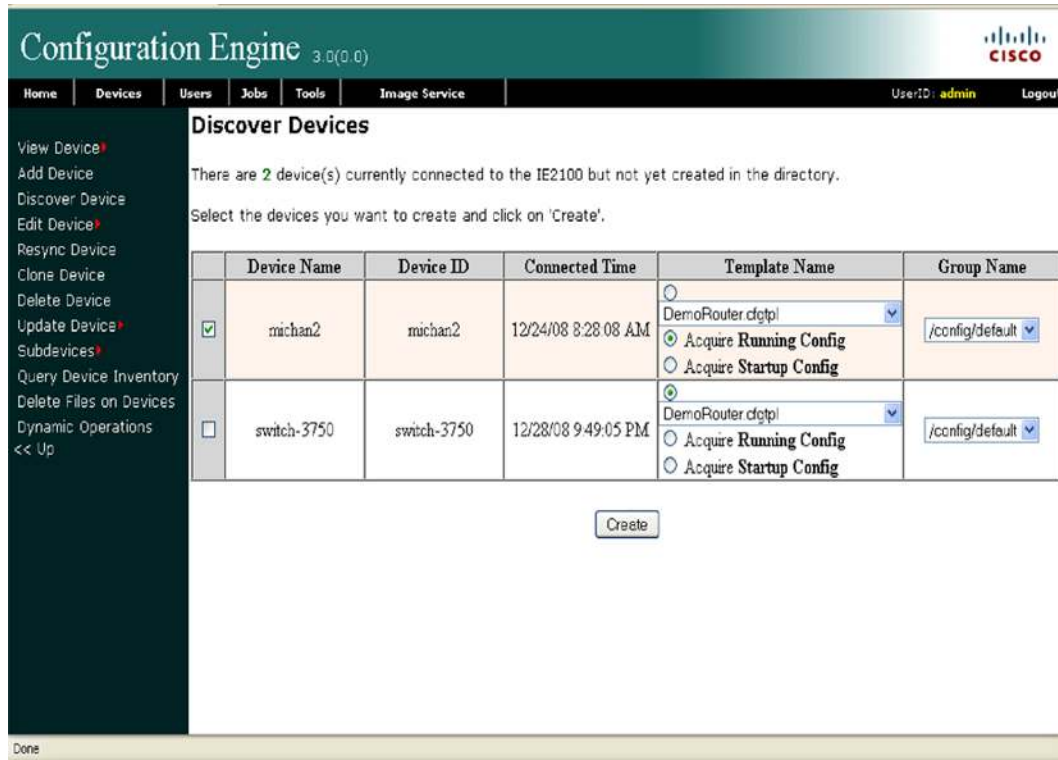 Configuration Engine 3.0(0.0)
CISCO
Home Devices Users Jobs Tools Image Service UserID: admin Logout
View Device
Add Device
Discover Device
Edit Device
Resync Device
Clone Device
Delete Device
Update Device
Subdevices
Query Device Inventory
Delete Files on Devices
Dynamic Operations
<< Up
Discover Devices
There are 2 device(s) currently connected to the IE2100 but not yet created in the directory.
Select the devices you want to create and click on 'Create'.
Device Name Device ID Connected Time Template Name Group Name
michan2 michan2 12/24/08 8:28:08 AM
DemoRouter.cfgtpl
Acquire Running Config
Acquire Startup Config
/config/default
switch-3750 switch-3750 12/28/08 9:49:05 PM
DemoRouter.cfgtpl
Acquire Running Config
Acquire Startup Config
/config/default
Create
Done